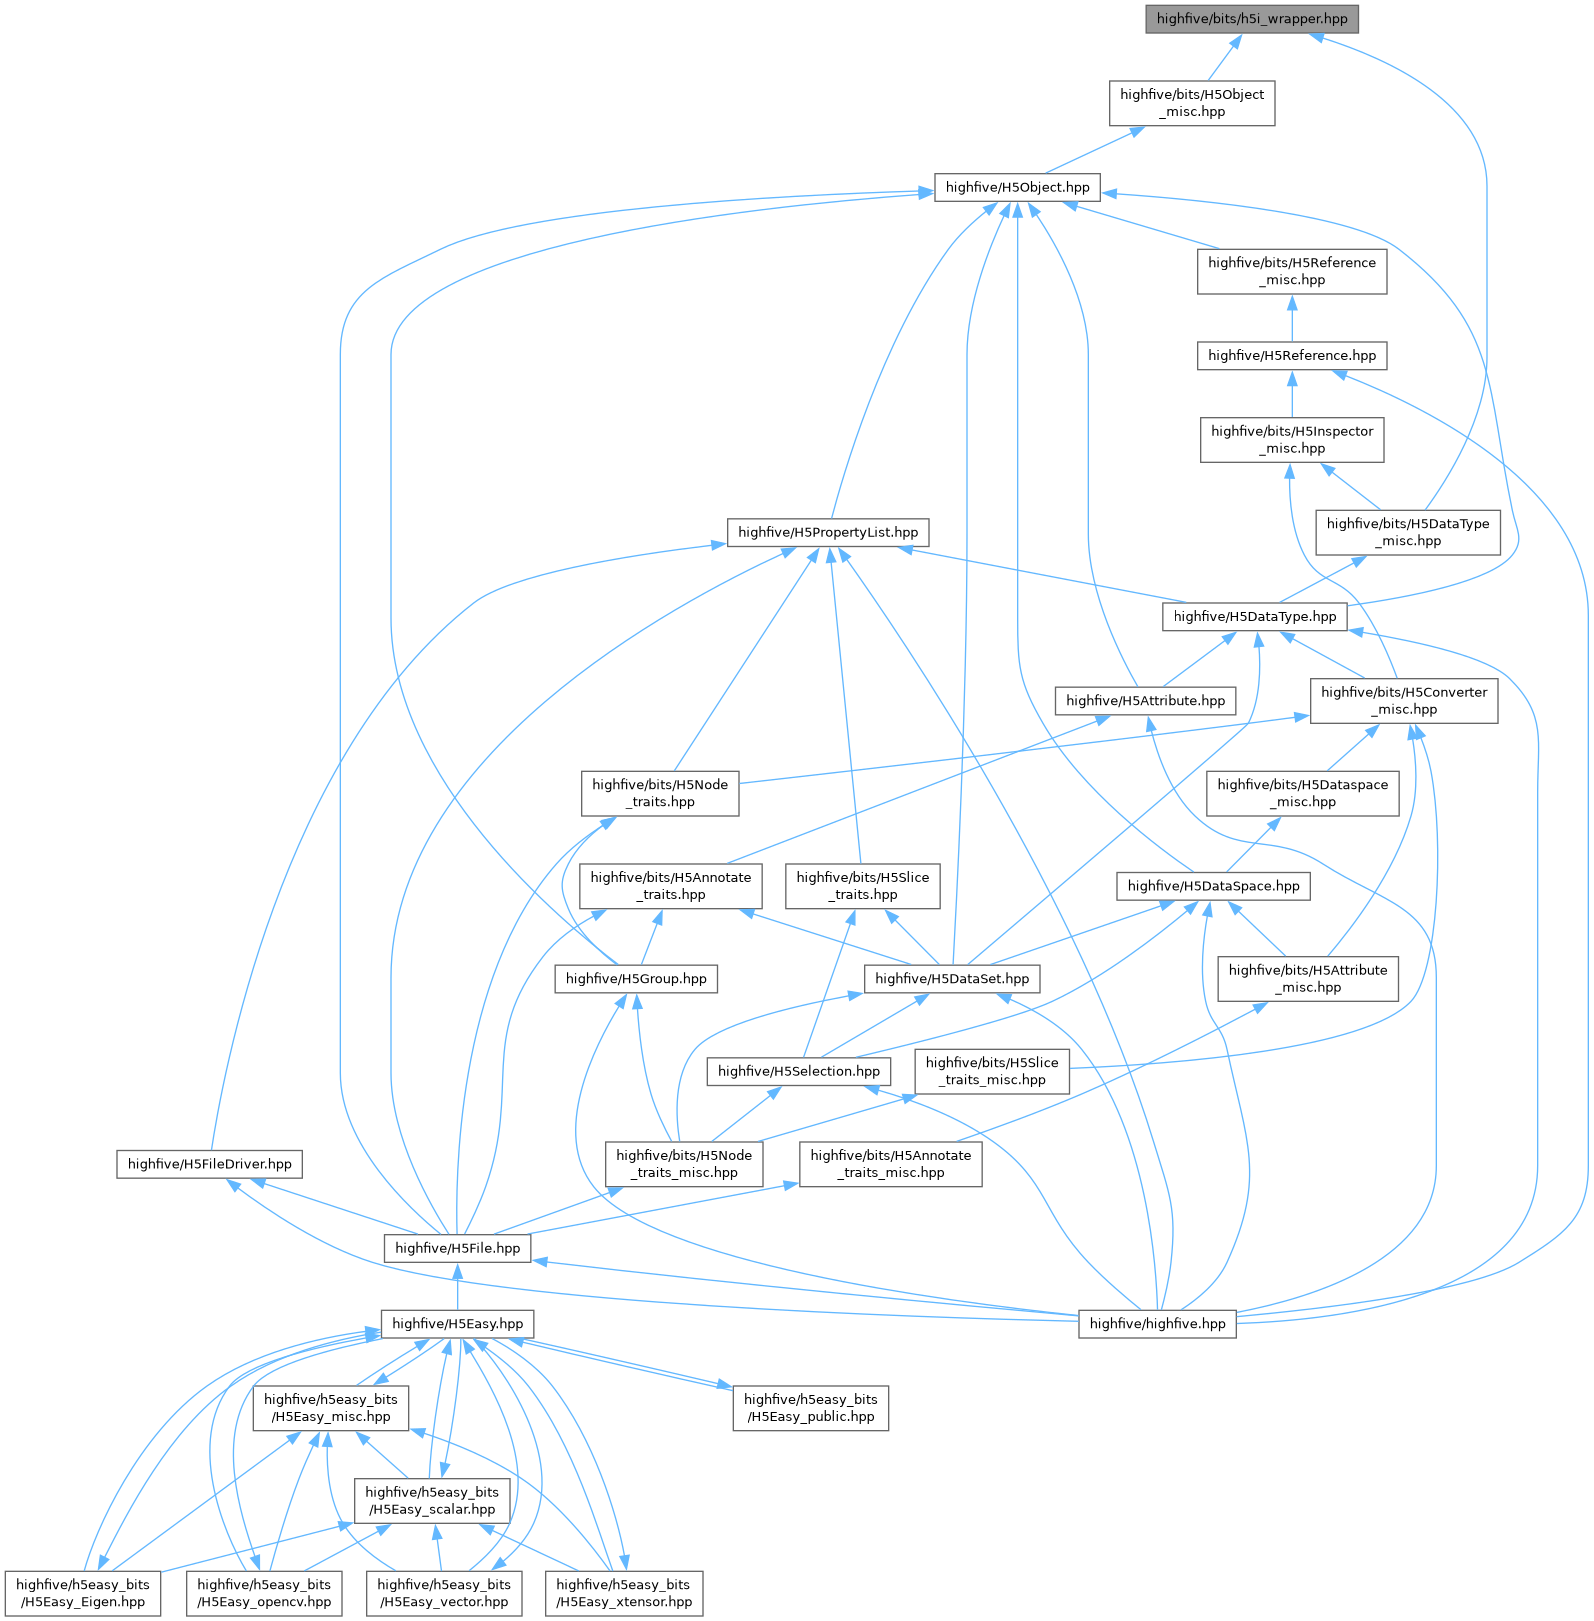 highfive/bits/h5i_wrapper.hpp
highfive/bits/H5Object
_misc.hpp
highfive/H5Object.hpp
highfive/bits/H5Reference
_misc.hpp
highfive/H5Reference.hpp
highfive/bits/H5Inspector
_misc.hpp
highfive/H5PropertyList.hpp
highfive/bits/H5DataType
_misc.hpp
highfive/H5DataType.hpp
highfive/H5Attribute.hpp
highfive/bits/H5Converter
_misc.hpp
highfive/bits/H5Node
_traits.hpp
highfive/bits/H5Dataspace
_misc.hpp
highfive/bits/H5Annotate
_traits.hpp
highfive/bits/H5Slice
_traits.hpp
highfive/H5DataSpace.hpp
highfive/H5Group.hpp
highfive/H5DataSet.hpp
highfive/bits/H5Attribute
_misc.hpp
highfive/H5Selection.hpp
highfive/bits/H5Slice
_traits_misc.hpp
highfive/H5FileDriver.hpp
highfive/bits/H5Node
_traits_misc.hpp
highfive/bits/H5Annotate
_traits_misc.hpp
highfive/H5File.hpp
highfive/H5Easy.hpp
highfive/highfive.hpp
highfive/h5easy_bits
/H5Easy_misc.hpp
highfive/h5easy_bits
/H5Easy_public.hpp
highfive/h5easy_bits
/H5Easy_scalar.hpp
highfive/h5easy_bits
/H5Easy_Eigen.hpp
highfive/h5easy_bits
/H5Easy_opencv.hpp
highfive/h5easy_bits
/H5Easy_vector.hpp
highfive/h5easy_bits
/H5Easy_xtensor.hpp